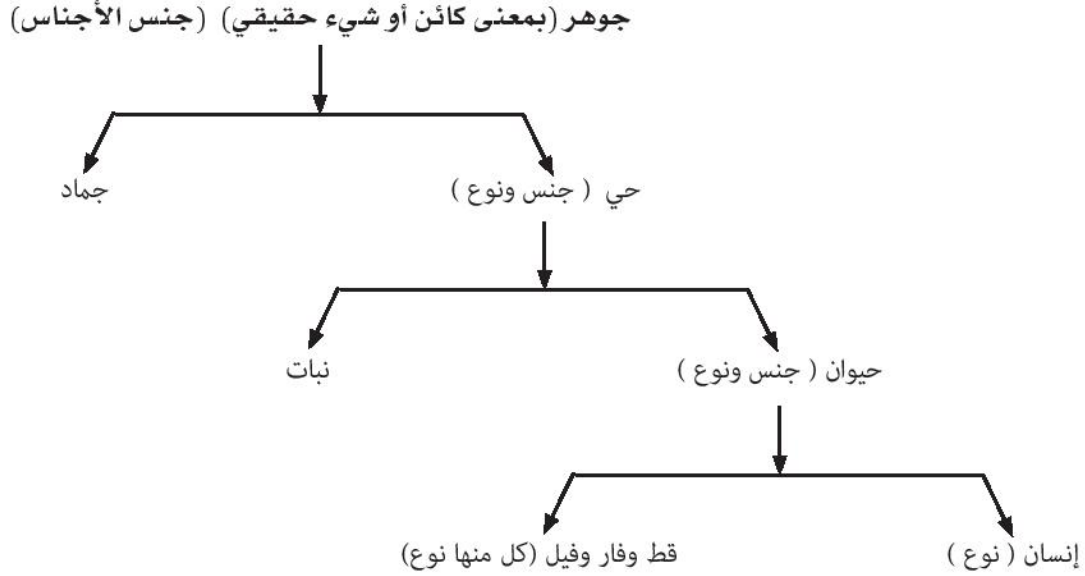 جوهر (بمعنى كائن أو شيء حقيقي) (جنس الأجناس)
حي ( جنس ونوع )
جماد
حيوان ( جنس ونوع )
نبات
إنسان ( نوع )
قط وفار وفيل (كل منها نوع)